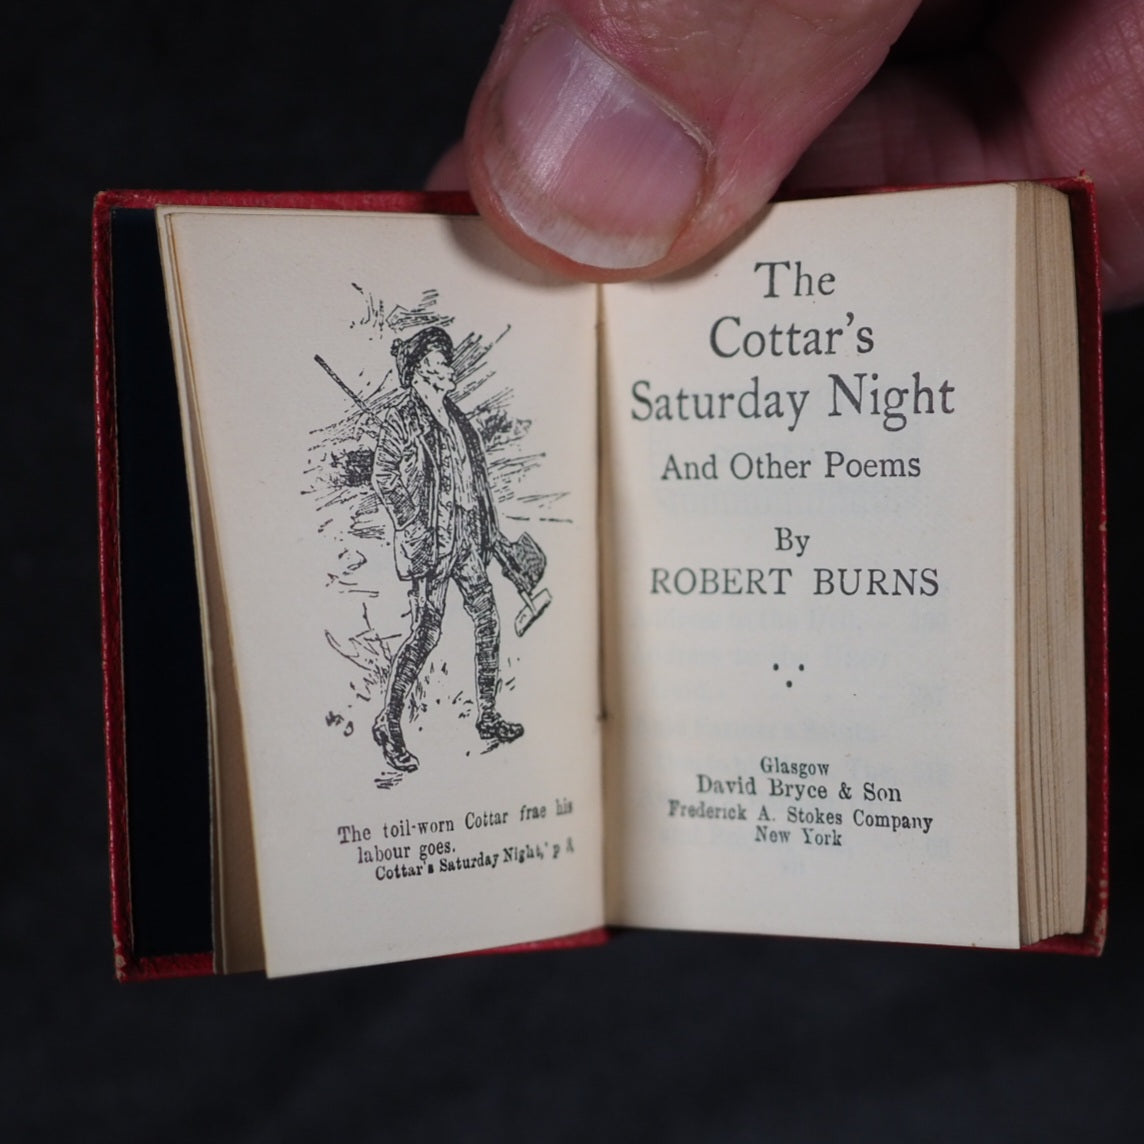 The toil-worn Cottar frae his
labour goes.
Cottar's Saturday Night,' p
The
Cottar's
Saturday Night
And Other Poems
By
ROBERT BURNS
Glasgow
David Bryce & Son
Frederick A. Stokes Company
New York